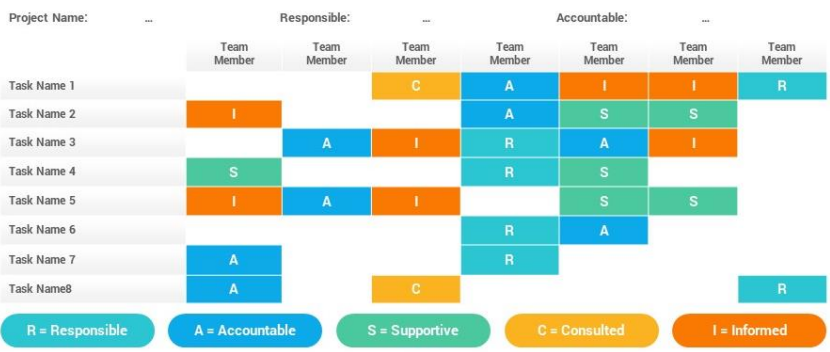 Project Name: ... Responsible: ... Accountable: ...
Team Member Team Member Team Member Team Member Team Member Team Member Team Member
Task Name 1 C A I I R
Task Name 2 I A S S
Task Name 3 A I R A I
Task Name 4 S R S
Task Name 5 I A I S S
Task Name 6 R A
Task Name 7 A R
Task Name8 A C R
R = Responsible A = Accountable S = Supportive C = Consulted I = Informed